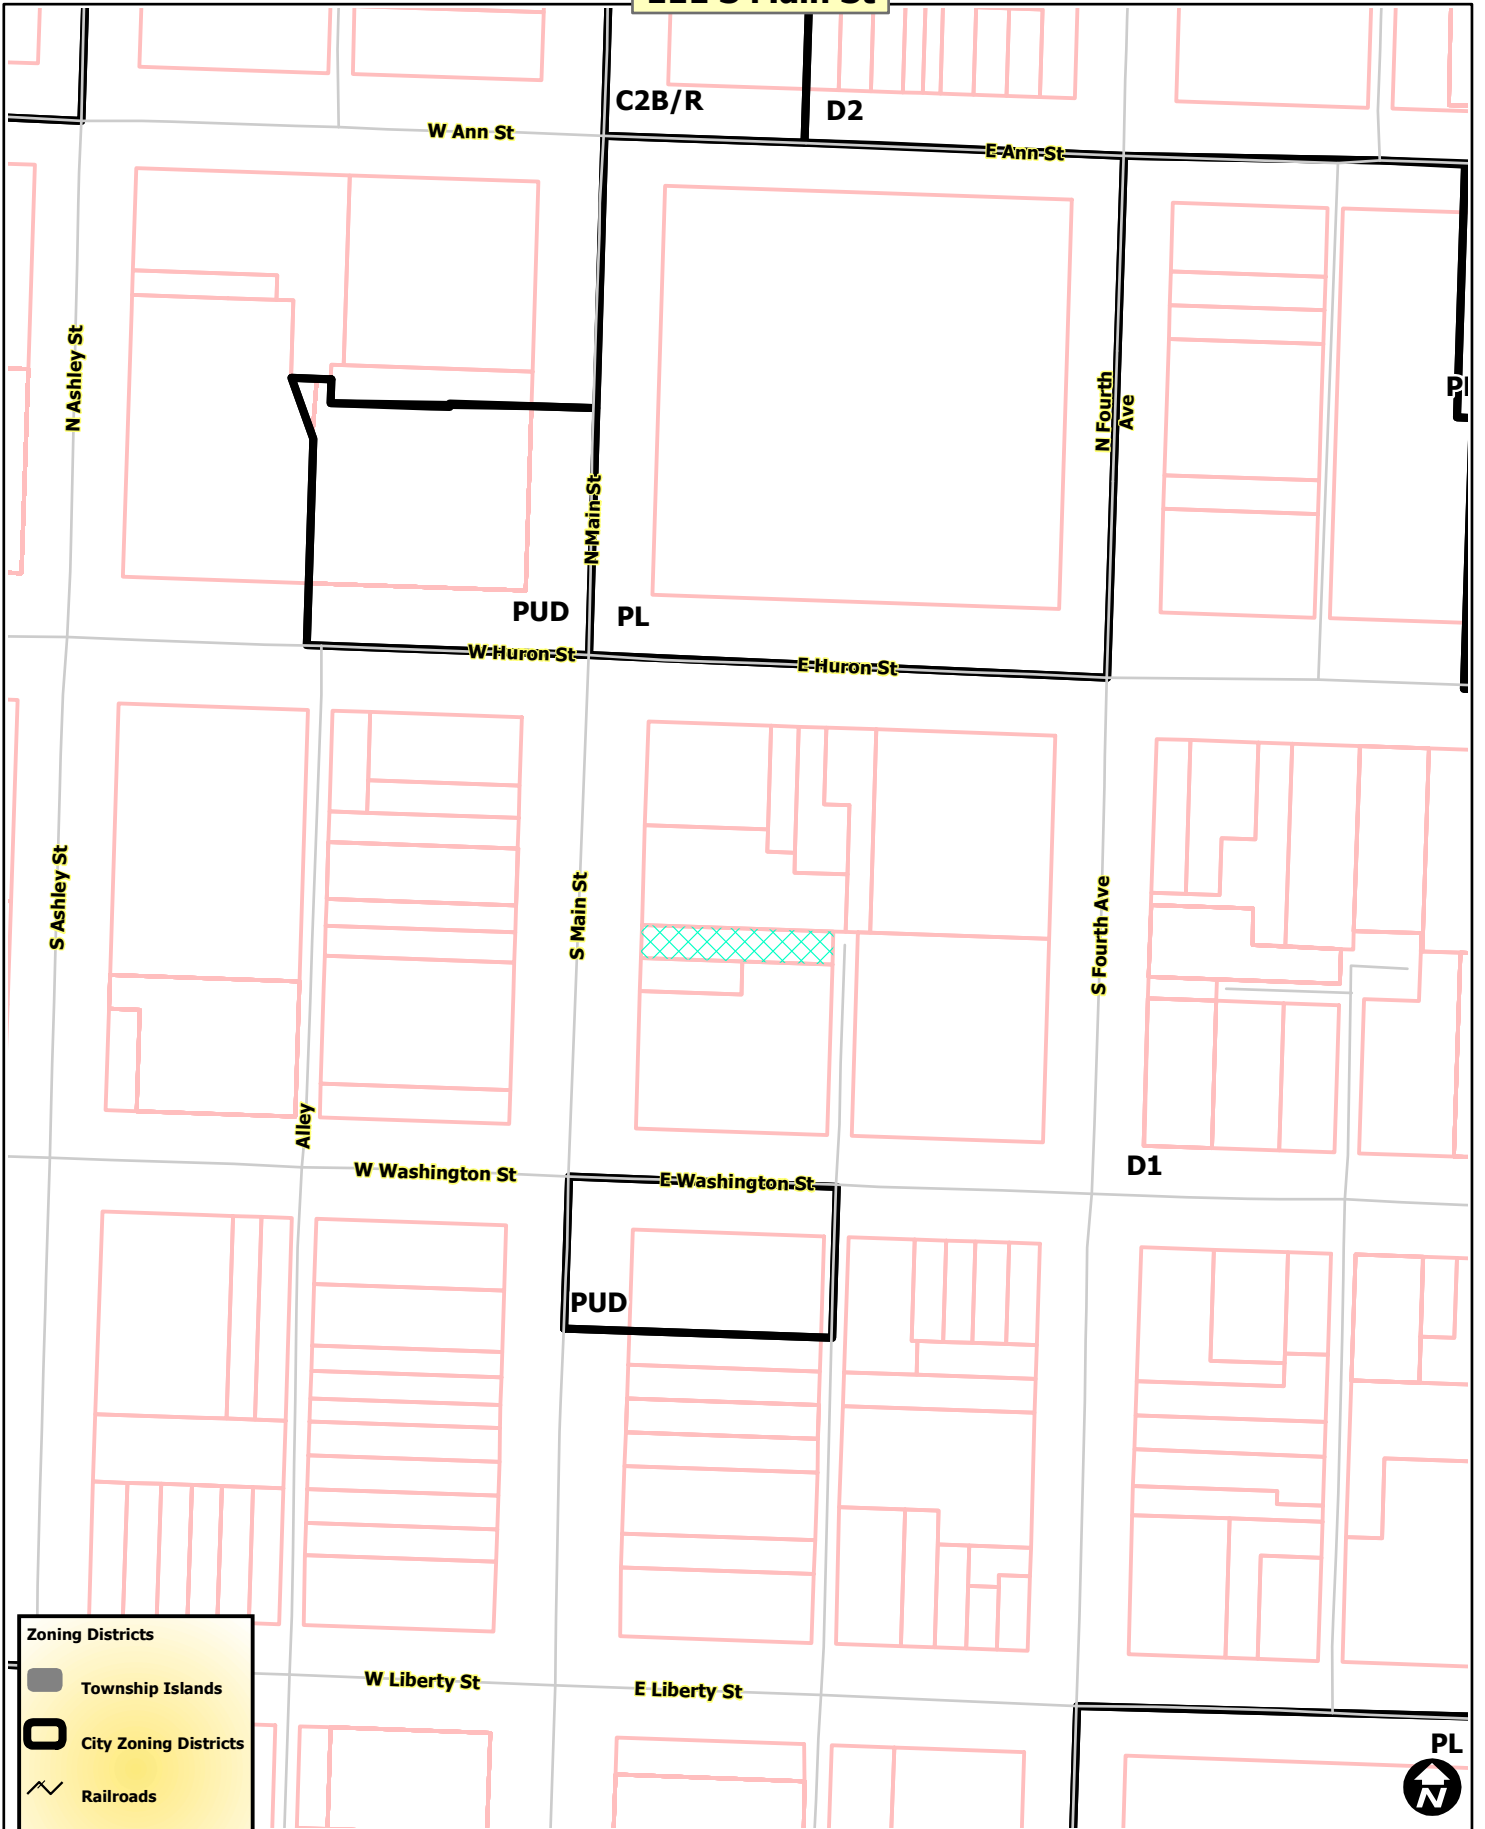 C2B/R
D2
W Ann St
E Ann St
N Ashley St
N Main St
N Fourth
Ave
PUD
PL
W Huron St
E Huron St
S Ashley St
S Main St
S Fourth Ave
Alley
W Washington St
E Washington St
D1
PUD
W Liberty St
E Liberty St
PL
Zoning Districts
Township Islands
City Zoning Districts
Railroads
N